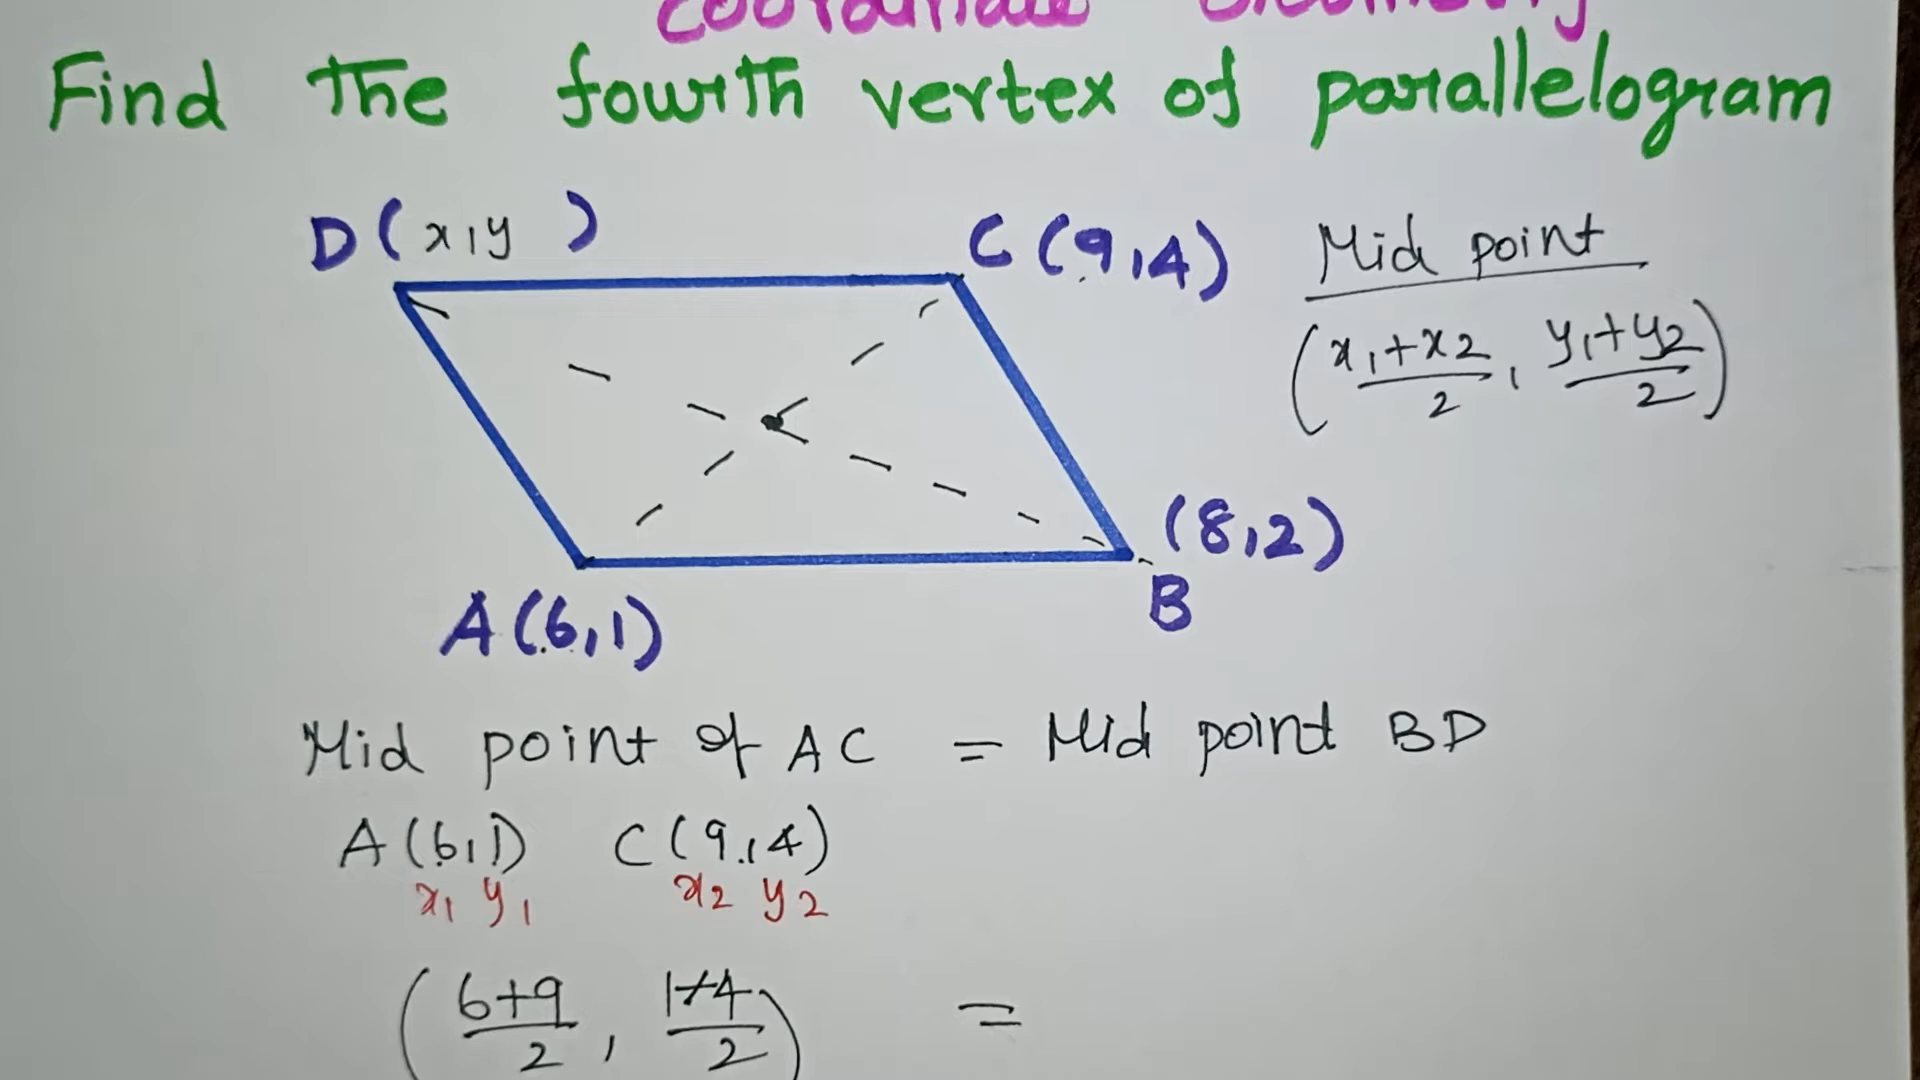 Coordinate Geometry
Find The fourth vertex of parallelogram
D(x,y )
C(9,4)
Mid point
(x₁+x₂/2, y₁+y₂/2)
(8,2)
B
A(6,1)
Mid point of AC = Mid point BD
A(6,1) C(9,4)
x₁ y₁ x₂ y₂
(6+9/2, 1+4/2) =